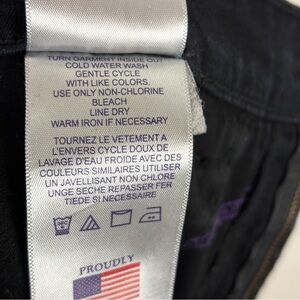 TURN GARMENT INSIDE OUT
COLD WATER WASH
GENTLE CYCLE
WITH LIKE COLORS.
USE ONLY NON-CHLORINE
BLEACH
LINE DRY
WARM IRON IF NECESSARY
TOURNEZ LE VETEMENT A
L'ENVERS CYCLE DOUX DE
LAVAGE D'EAU FROIDE AVEC DES
COULEURS SIMILAIRES UTILISER
UN JAVELLISANT NON CHLORE
UNGE SECHE REPASSER FER
TIEDE SI NECESSAIRE
PROUDLY